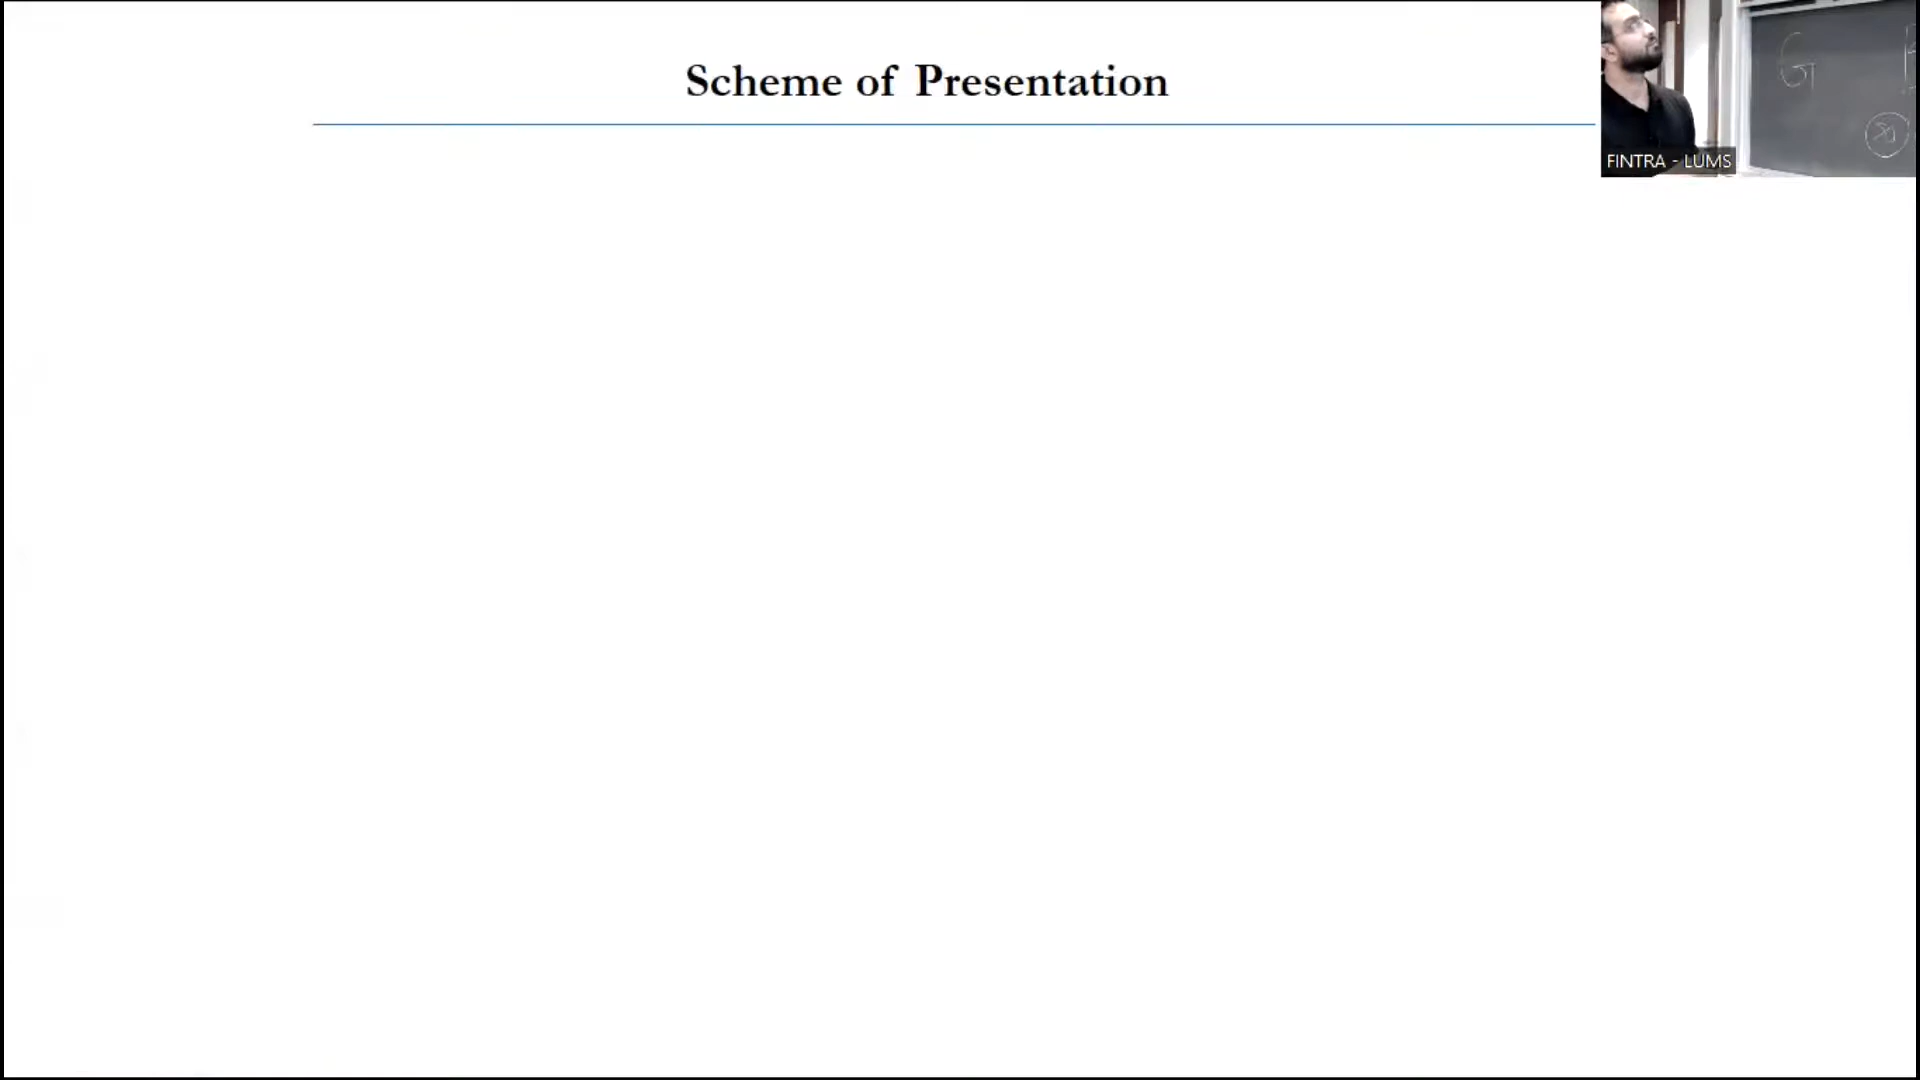 Scheme of Presentation
G
FINTRA - LUMS